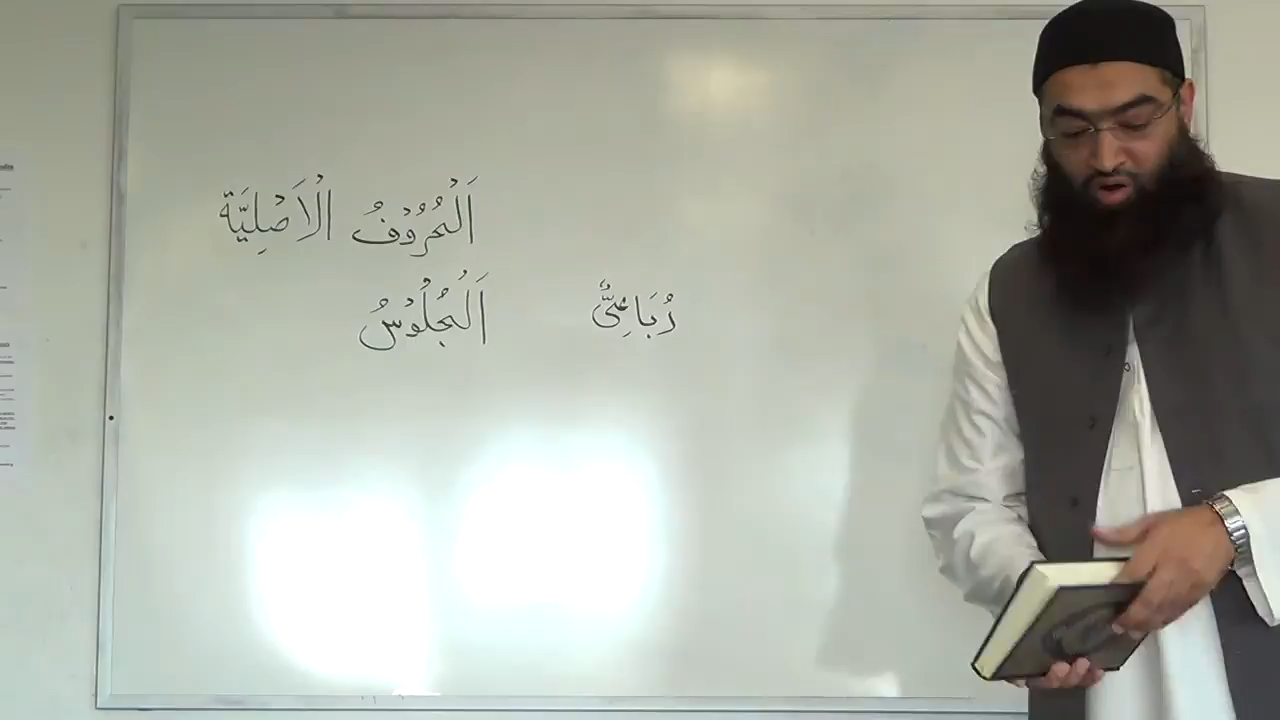 اَلْحُرُوْفُ الْاَصْلِيَّة
رُبَاعِيٌّ اَلْجُلُوْسُ